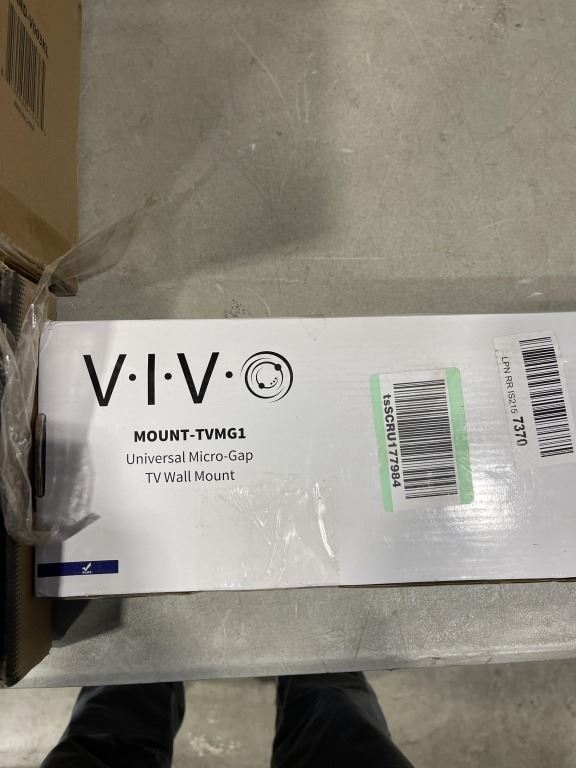 V·I·V·O
MOUNT-TVMG1
Universal Micro-Gap
TV Wall Mount
tsSCRU177984
LPN RR IS215 7370